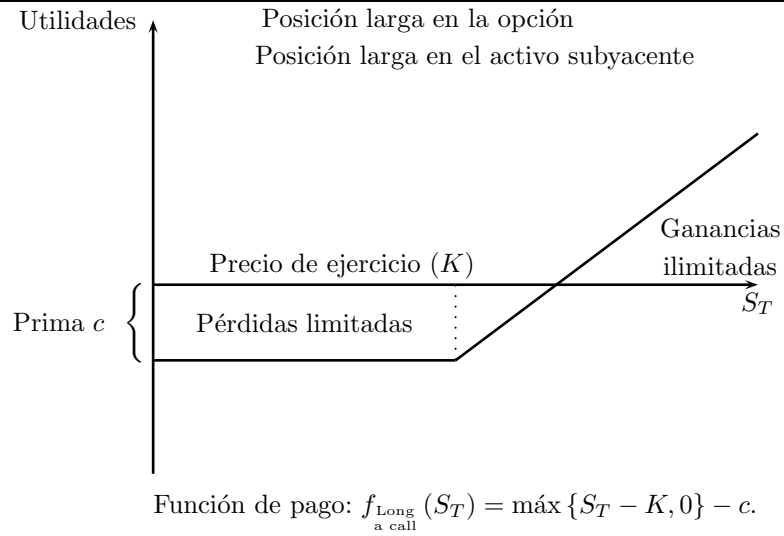 Utilidades
Posición larga en la opción
Posición larga en el activo subyacente
Ganancias
ilimitadas
Precio de ejercicio (K)
S_T
Prima c
Pérdidas limitadas
Función de pago: f_{Long a call} (S_T) = máx {S_T − K, 0} − c.